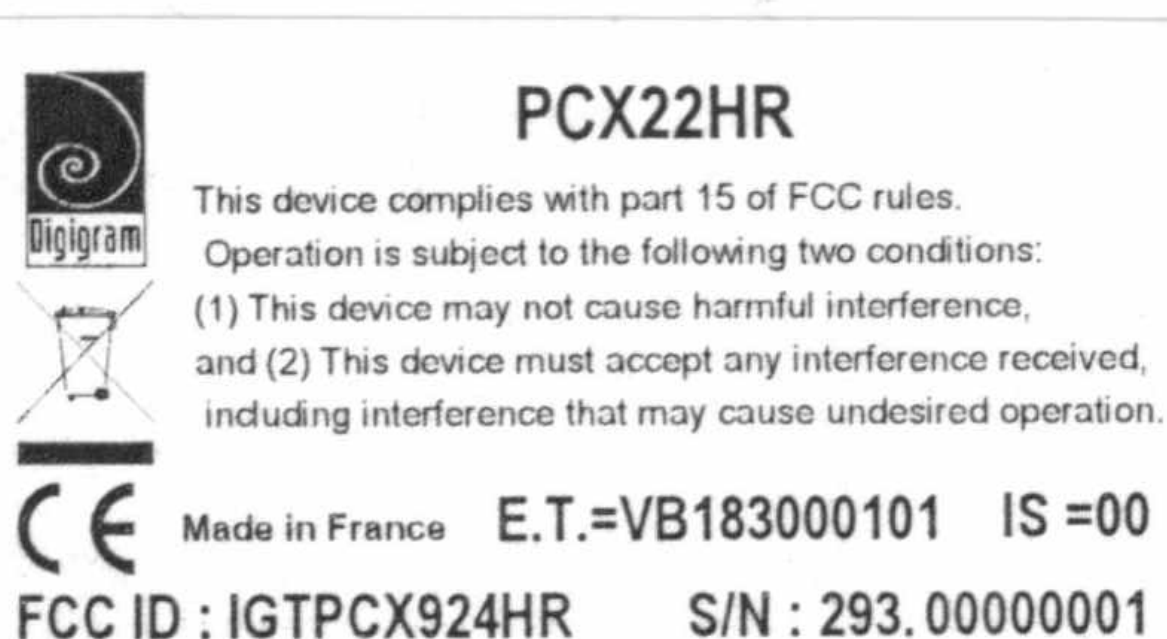 PCX22HR
Digigram
This device complies with part 15 of FCC rules.
Operation is subject to the following two conditions:
(1) This device may not cause harmful interference,
and (2) This device must accept any interference received,
including interference that may cause undesired operation.
CE Made in France E.T.=VB183000101 IS =00
FCC ID : IGTPCX924HR S/N : 293.00000001